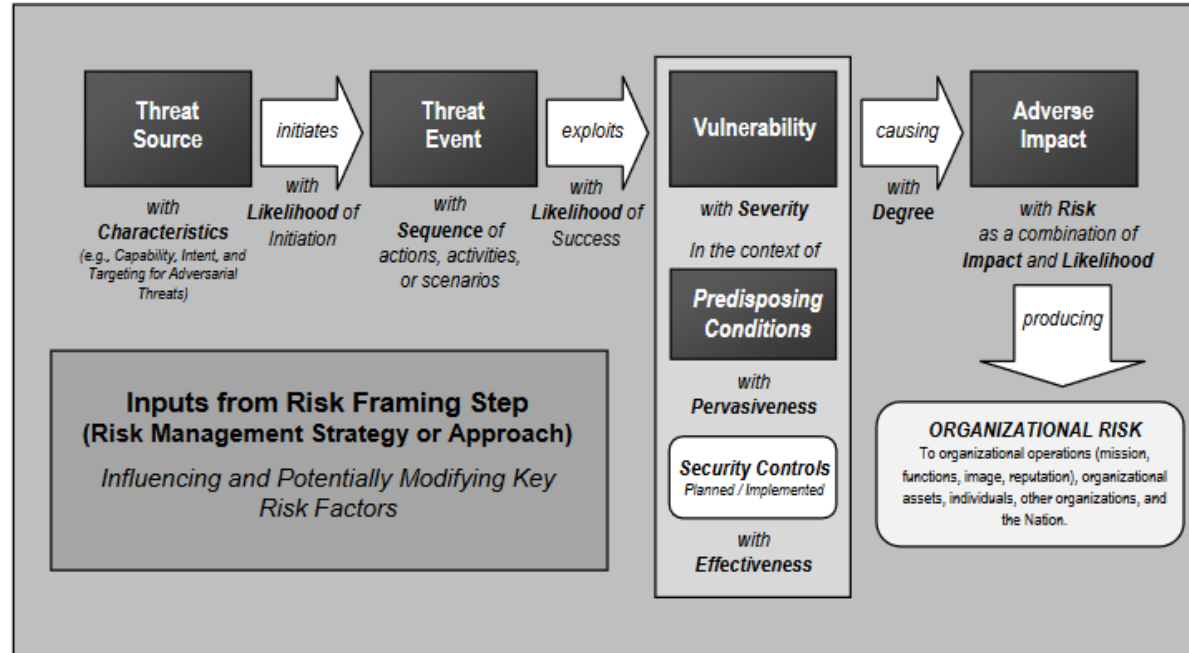 Threat
Source
initiates
Threat
Event
exploits
Vulnerability
causing
Adverse
Impact
with
Characteristics
(e.g., Capability, Intent, and
Targeting for Adversarial
Threats)
with
Likelihood of
Initiation
with
Sequence of
actions, activities,
or scenarios
with
Likelihood of
Success
with Severity
In the context of
Predisposing
Conditions
with
Pervasiveness
Security Controls
Planned / Implemented
with
Effectiveness
with
Degree
with Risk
as a combination of
Impact and Likelihood
producing
ORGANIZATIONAL RISK
To organizational operations (mission,
functions, image, reputation), organizational
assets, individuals, other organizations, and
the Nation.
Inputs from Risk Framing Step
(Risk Management Strategy or Approach)
Influencing and Potentially Modifying Key
Risk Factors